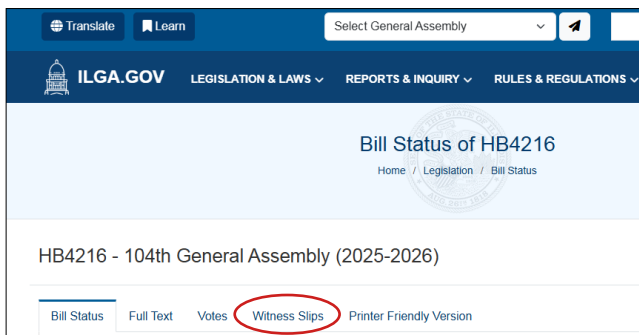 Translate Learn Select General Assembly
ILGA.GOV LEGISLATION & LAWS REPORTS & INQUIRY RULES & REGULATIONS
Bill Status of HB4216
Home / Legislation / Bill Status
HB4216 - 104th General Assembly (2025-2026)
Bill Status Full Text Votes Witness Slips Printer Friendly Version